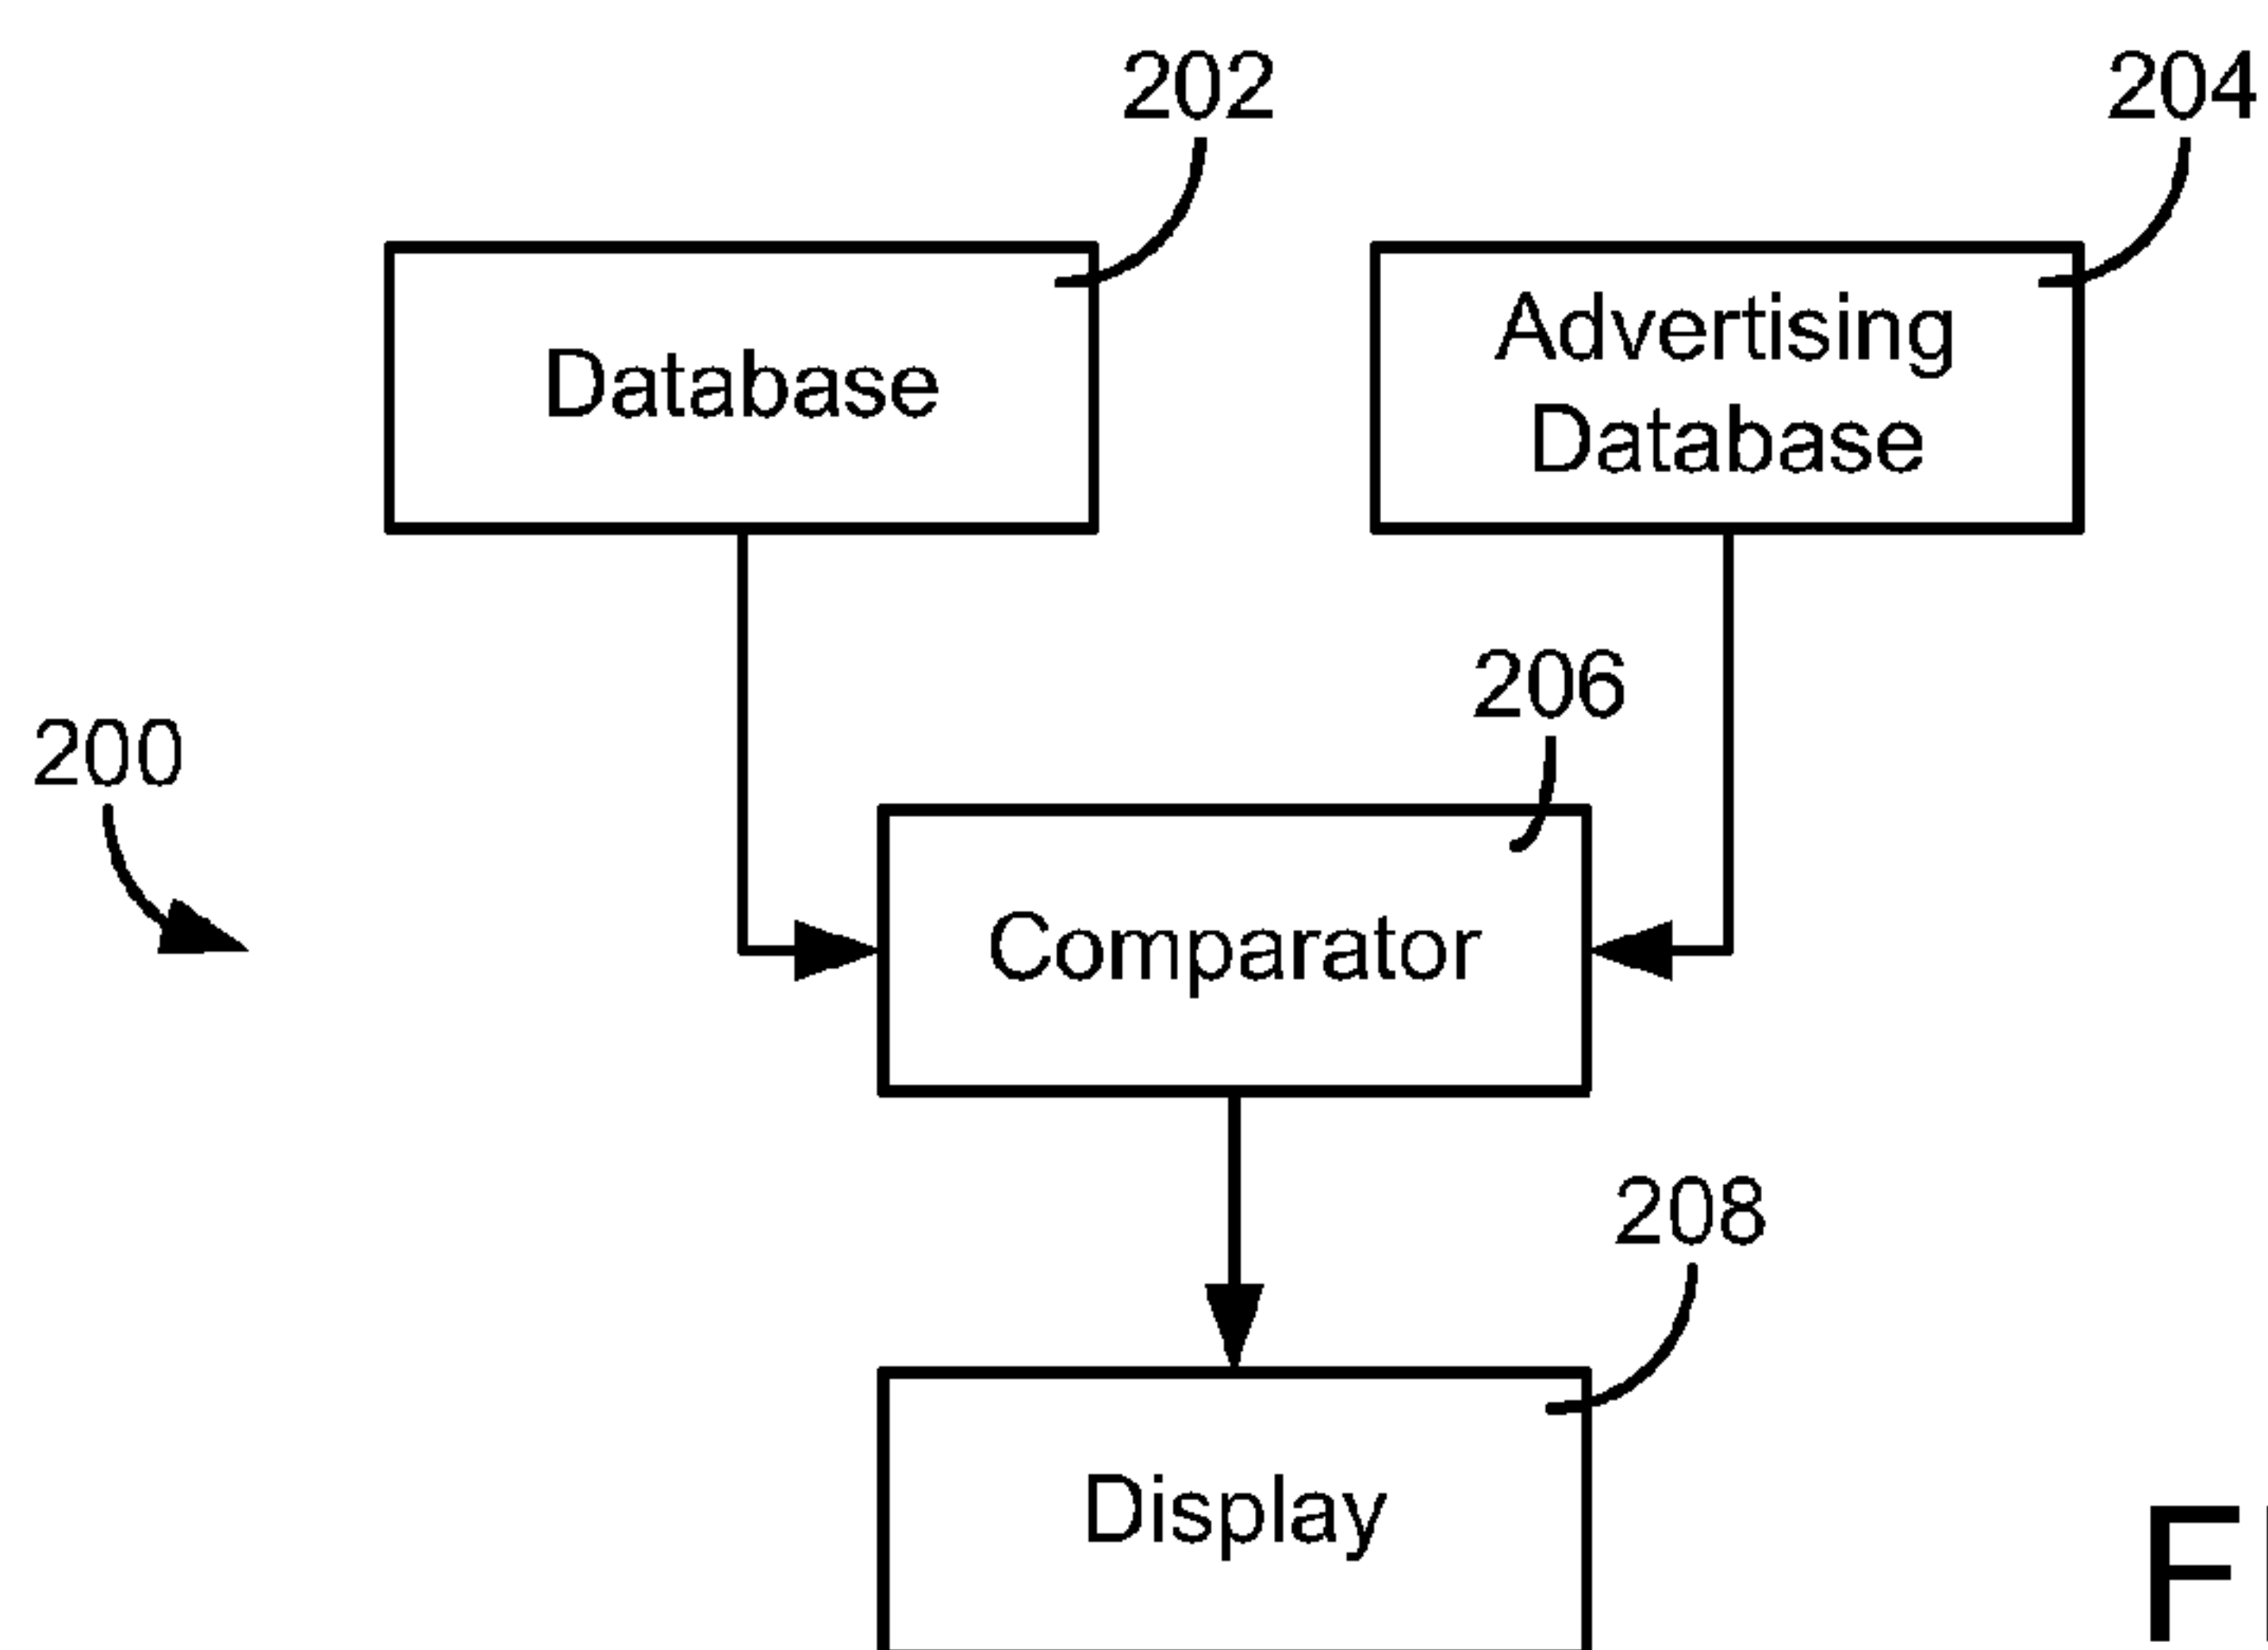 202
204
Database
Advertising
Database
206
200
Comparator
208
Display